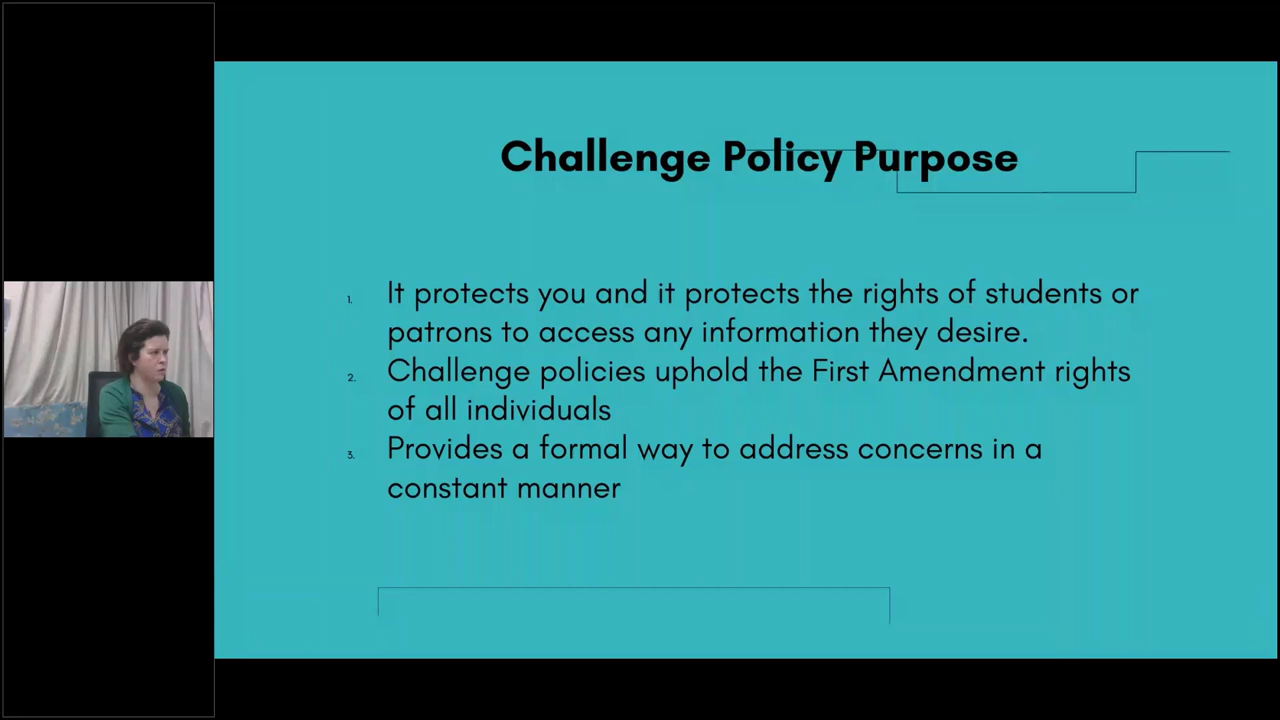 Challenge Policy Purpose
1. It protects you and it protects the rights of students or
patrons to access any information they desire.
2. Challenge policies uphold the First Amendment rights
of all individuals
3. Provides a formal way to address concerns in a
constant manner